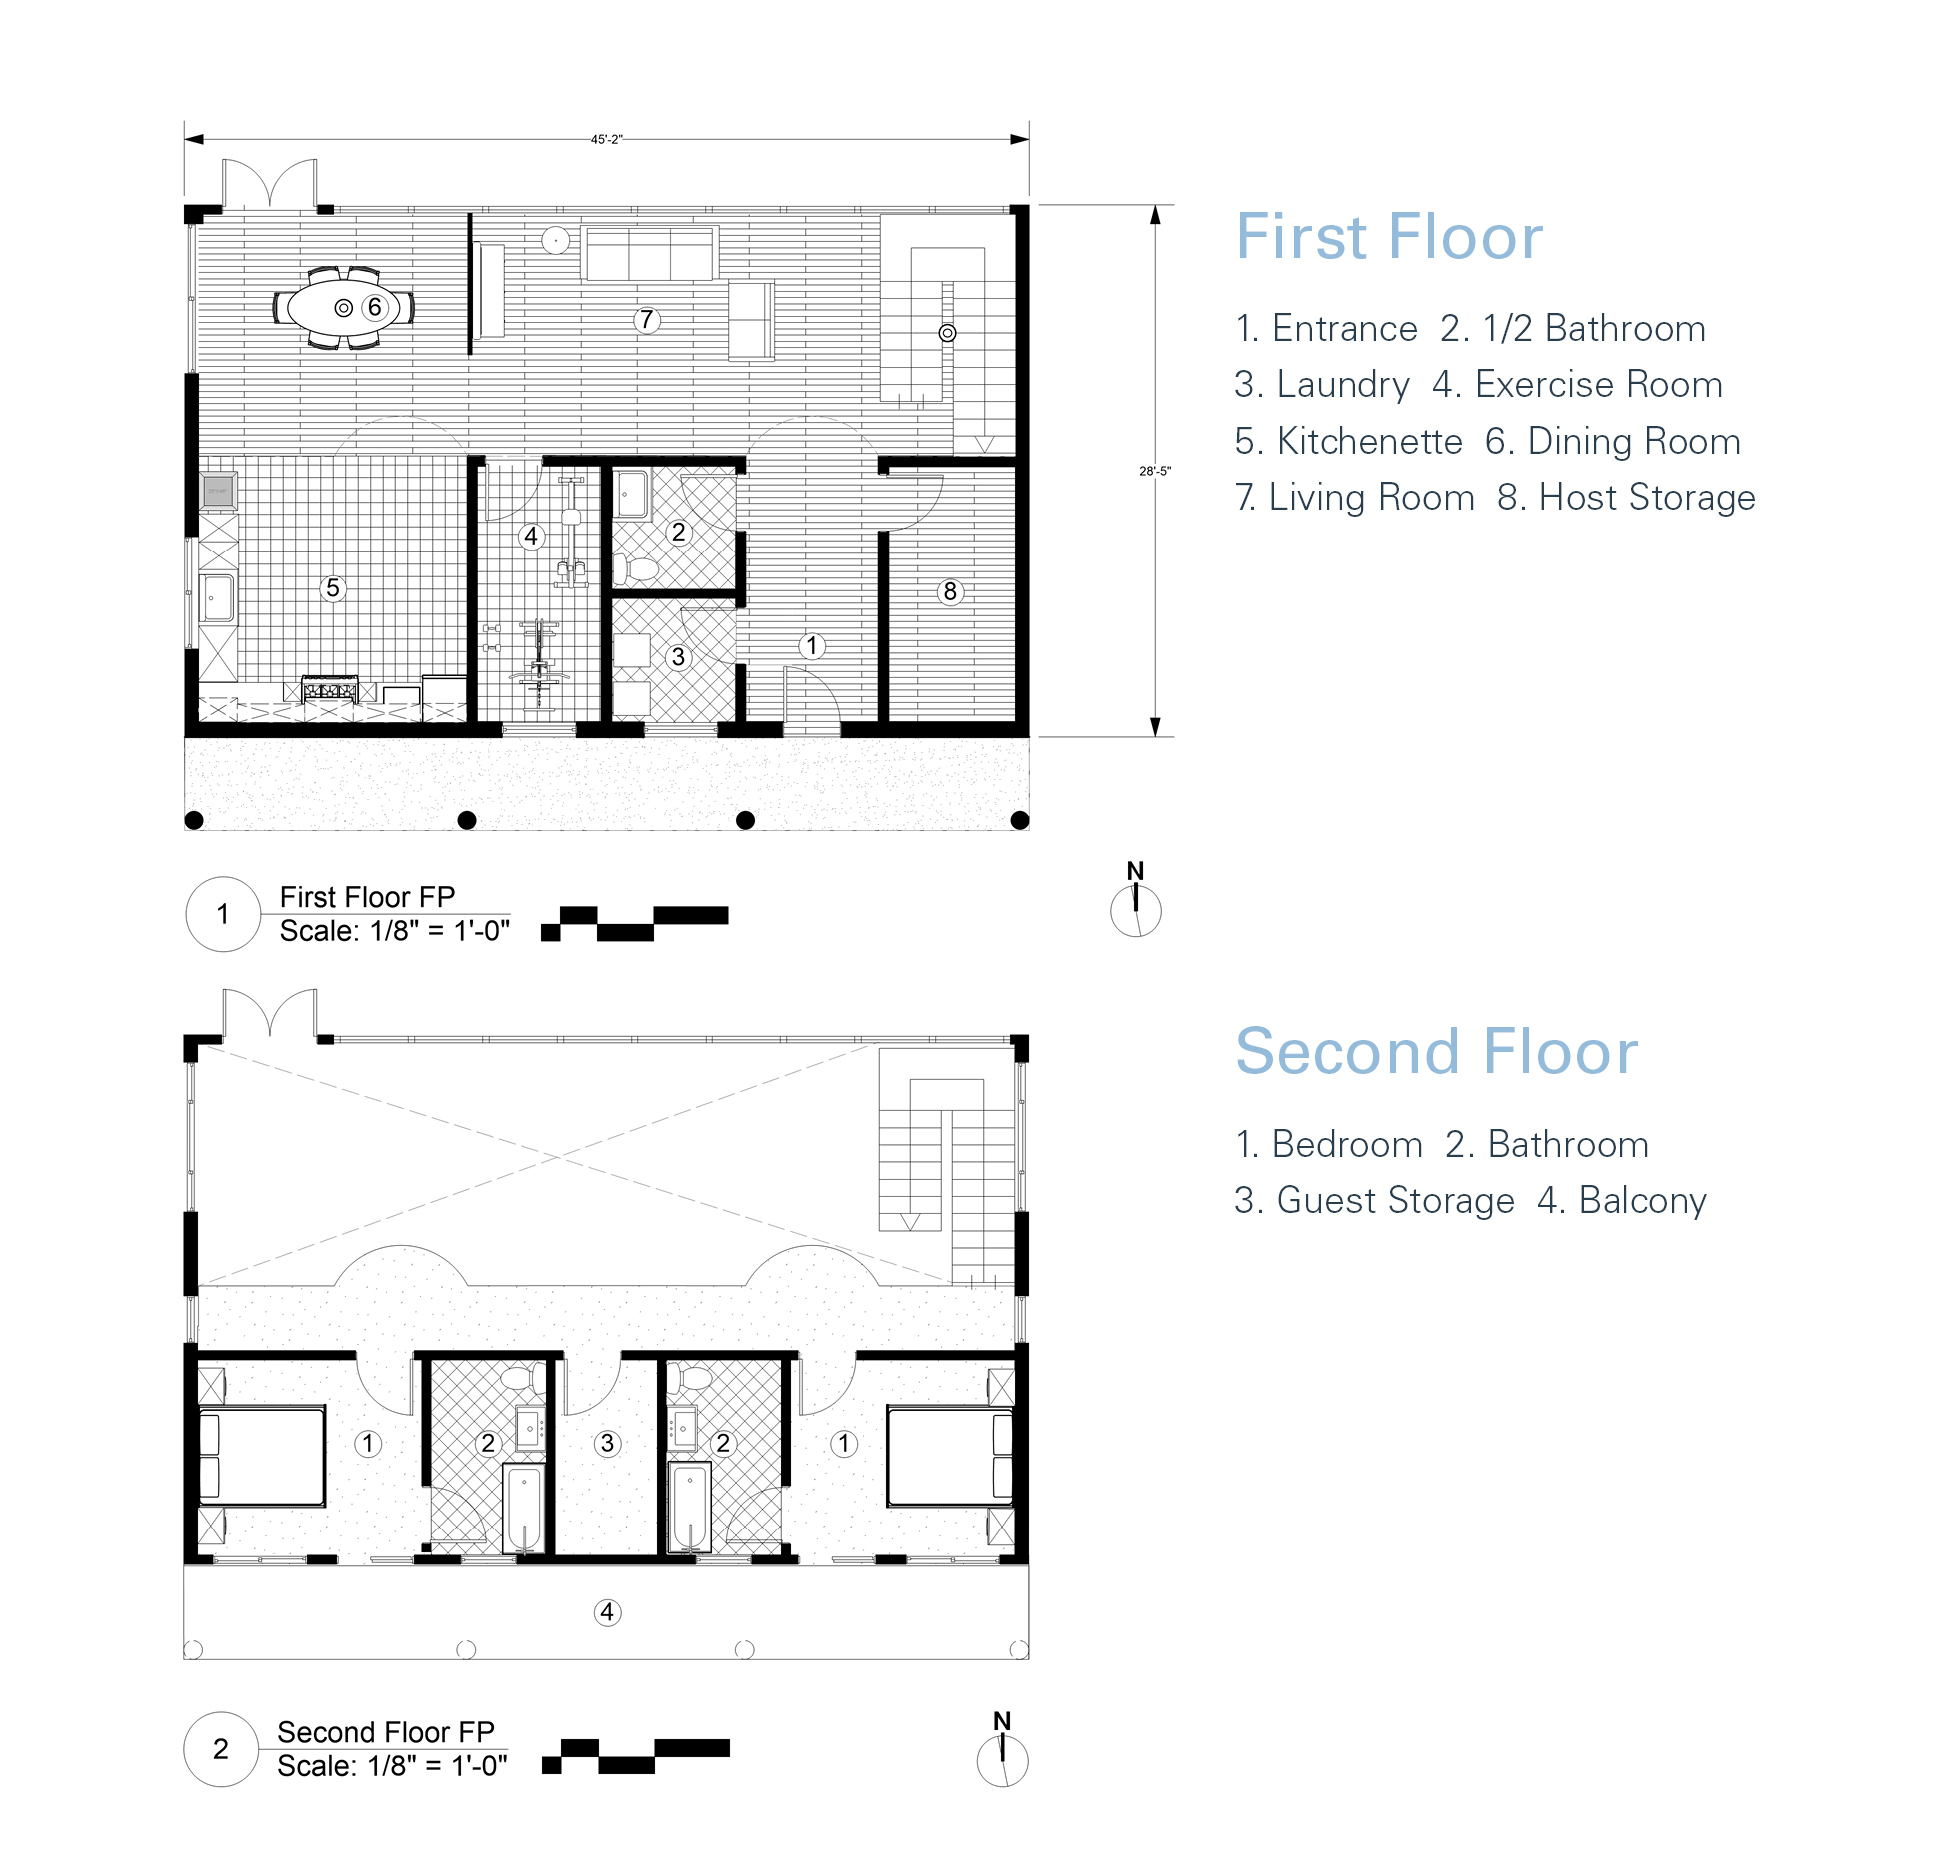 45'-2"
First Floor
1. Entrance 2. 1/2 Bathroom
3. Laundry 4. Exercise Room
5. Kitchenette 6. Dining Room
7. Living Room 8. Host Storage
6
7
28'-5"
4
2
5
8
1
3
N
1
First Floor FP
Scale: 1/8" = 1'-0"
Second Floor
1. Bedroom 2. Bathroom
3. Guest Storage 4. Balcony
1
2
3
2
1
4
N
2
Second Floor FP
Scale: 1/8" = 1'-0"